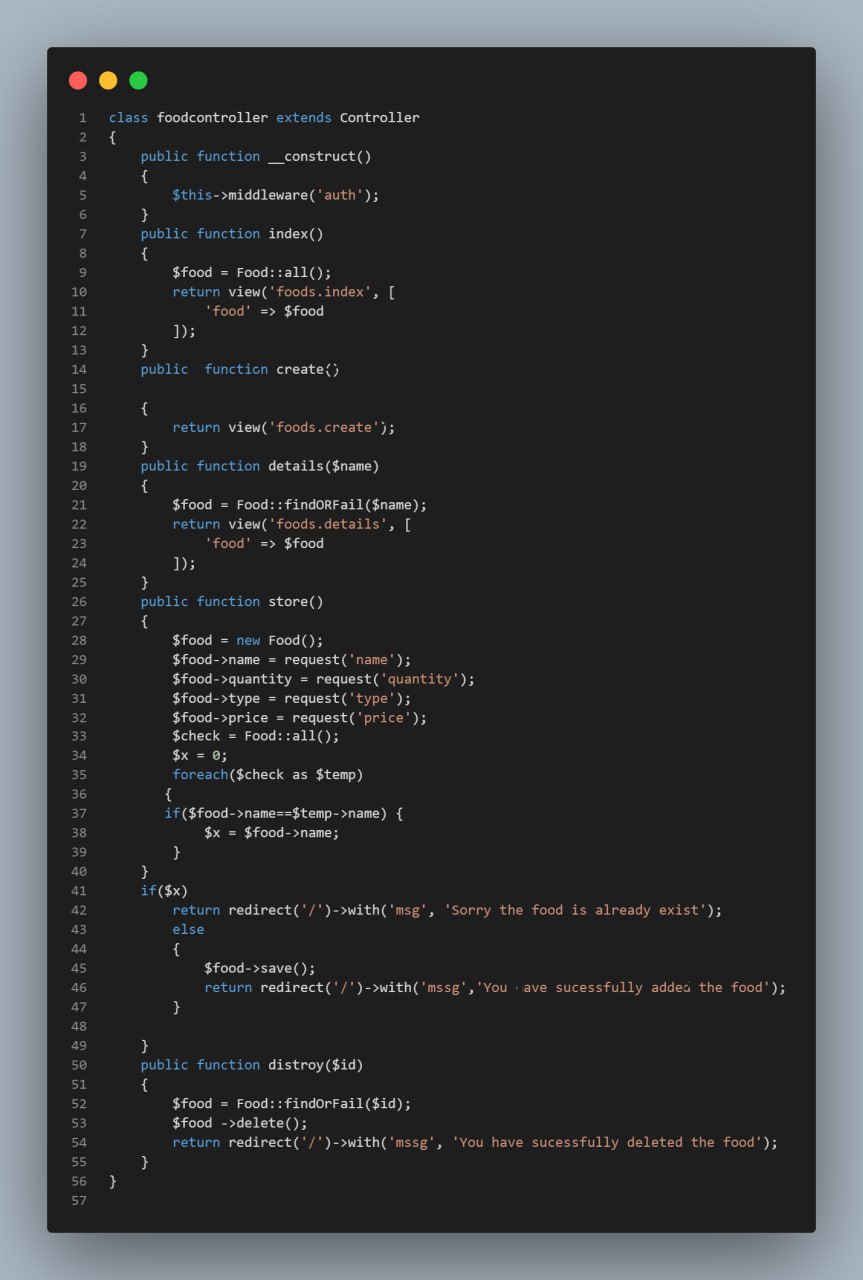 1 class foodcontroller extends Controller
2 {
3     public function __construct()
4     {
5         $this->middleware('auth');
6     }
7     public function index()
8     {
9         $food = Food::all();
10         return view('foods.index', [
11             'food' => $food
12         ]);
13     }
14     public  function create()
15
16     {
17         return view('foods.create');
18     }
19     public function details($name)
20     {
21         $food = Food::findORFail($name);
22         return view('foods.details', [
23             'food' => $food
24         ]);
25     }
26     public function store()
27     {
28         $food = new Food();
29         $food->name = request('name');
30         $food->quantity = request('quantity');
31         $food->type = request('type');
32         $food->price = request('price');
33         $check = Food::all();
34         $x = 0;
35         foreach($check as $temp)
36        {
37        if($food->name==$temp->name) {
38             $x = $food->name;
39         }
40     }
41     if($x)
42         return redirect('/')->with('msg', 'Sorry the food is already exist');
43         else
44         {
45             $food->save();
46             return redirect('/')->with('mssg','You ave sucessfully added the food');
47         }
48
49     }
50     public function distroy($id)
51     {
52         $food = Food::findOrFail($id);
53         $food ->delete();
54         return redirect('/')->with('mssg', 'You have sucessfully deleted the food');
55     }
56 }
57